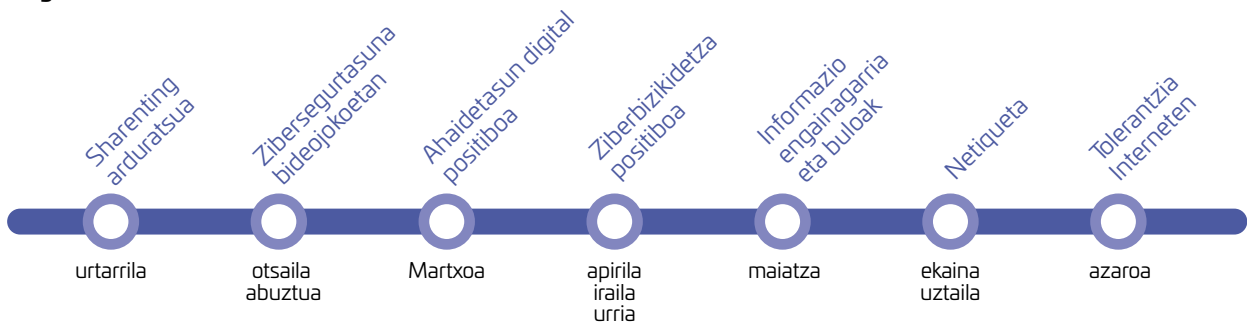 Sharenting
arduratsua
Zibersegurtasuna
bideojokoetan
Ahaidetasun digital
positiboa
Ziberbizikidetza
positiboa
Informazio
engainagarria
eta buloak
Netiqueta
Tolerantzia
Interneten
urtarrila
otsaila
abuztua
Martxoa
apirila
iraila
urria
maiatza
ekaina
uztaila
azaroa